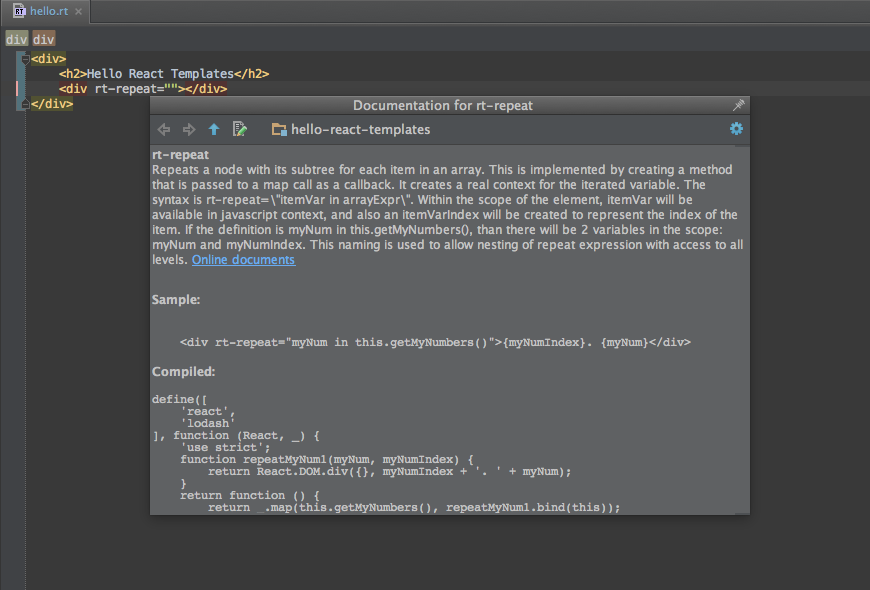 hello.rt
div div
<div>
<h2>Hello React Templates</h2>
<div rt-repeat=""></div>
</div>
Documentation for rt-repeat
hello-react-templates
rt-repeat
Repeats a node with its subtree for each item in an array. This is implemented by creating a method
that is passed to a map call as a callback. It creates a real context for the iterated variable. The
syntax is rt-repeat=\"itemVar in arrayExpr\". Within the scope of the element, itemVar will be
available in javascript context, and also an itemVarIndex will be created to represent the index of the
item. If the definition is myNum in this.getMyNumbers(), than there will be 2 variables in the scope:
myNum and myNumIndex. This naming is used to allow nesting of repeat expression with access to all
levels. Online documents
Sample:
<div rt-repeat="myNum in this.getMyNumbers()">{myNumIndex}. {myNum}</div>
Compiled:
define([
'react',
'lodash'
], function (React, _) {
'use strict';
function repeatMyNum1(myNum, myNumIndex) {
return React.DOM.div({}, myNumIndex + '. ' + myNum);
}
return function () {
return _.map(this.getMyNumbers(), repeatMyNum1.bind(this));